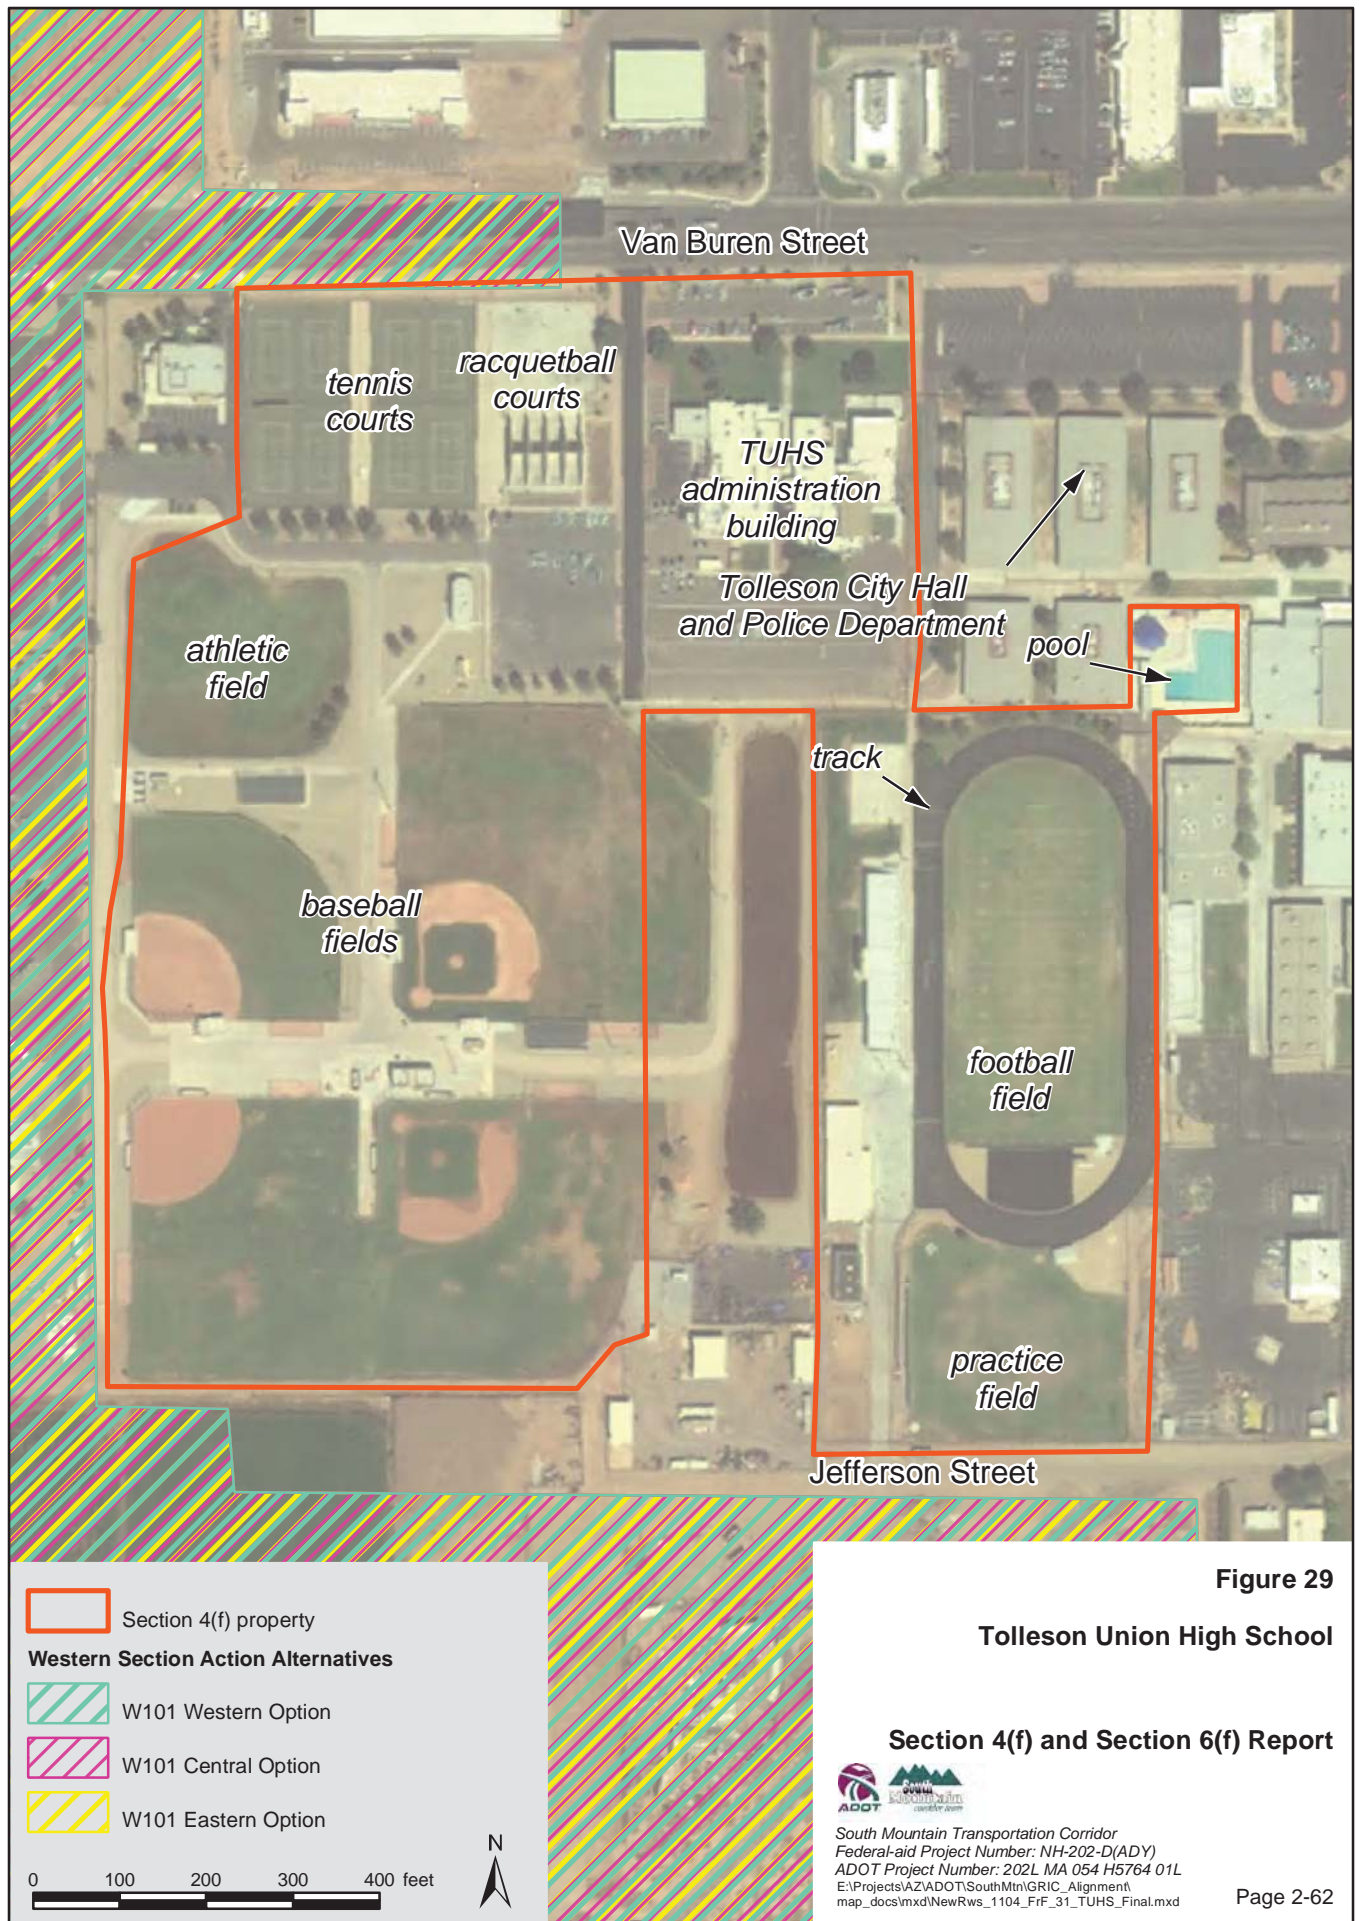 Van Buren Street
tennis
courts
racquetball
courts
TUHS
administration
building
Tolleson City Hall
and Police Department
pool
athletic
field
track
baseball
fields
football
field
practice
field
Jefferson Street
Section 4(f) property
Western Section Action Alternatives
W101 Western Option
W101 Central Option
W101 Eastern Option
0 100 200 300 400 feet
N
Figure 29
Tolleson Union High School
Section 4(f) and Section 6(f) Report
ADOT
South
Mountain
South Mountain Transportation Corridor
Federal-aid Project Number: NH-202-D(ADY)
ADOT Project Number: 202L MA 054 H5764 01L
E:\Projects\AZ\ADOT\SouthMtn\GRIC_Alignment\
map_docs\mxd\NewRws_1104_FrF_31_TUHS_Final.mxd
Page 2-62